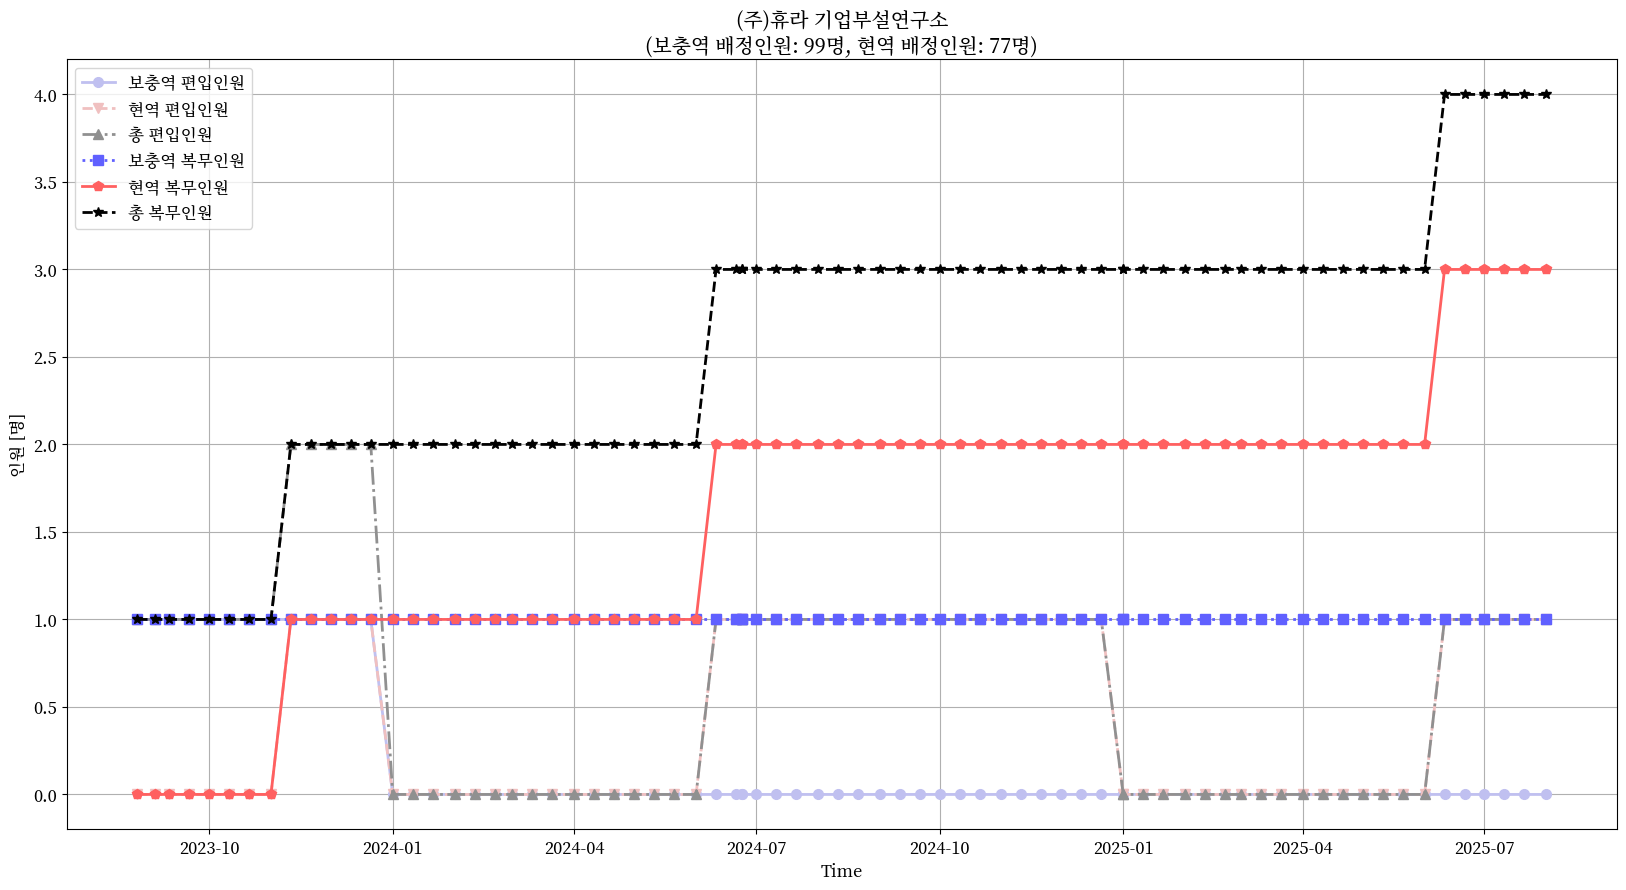 (주)휴라 기업부설연구소
(보충역 배정인원: 99명, 현역 배정인원: 77명)
보충역 편입인원
현역 편입인원
총 편입인원
보충역 복무인원
현역 복무인원
총 복무인원
4.0
3.5
3.0
2.5
2.0
1.5
1.0
0.5
0.0
인원 [명]
2023-10
2024-01
2024-04
2024-07
2024-10
2025-01
2025-04
2025-07
Time